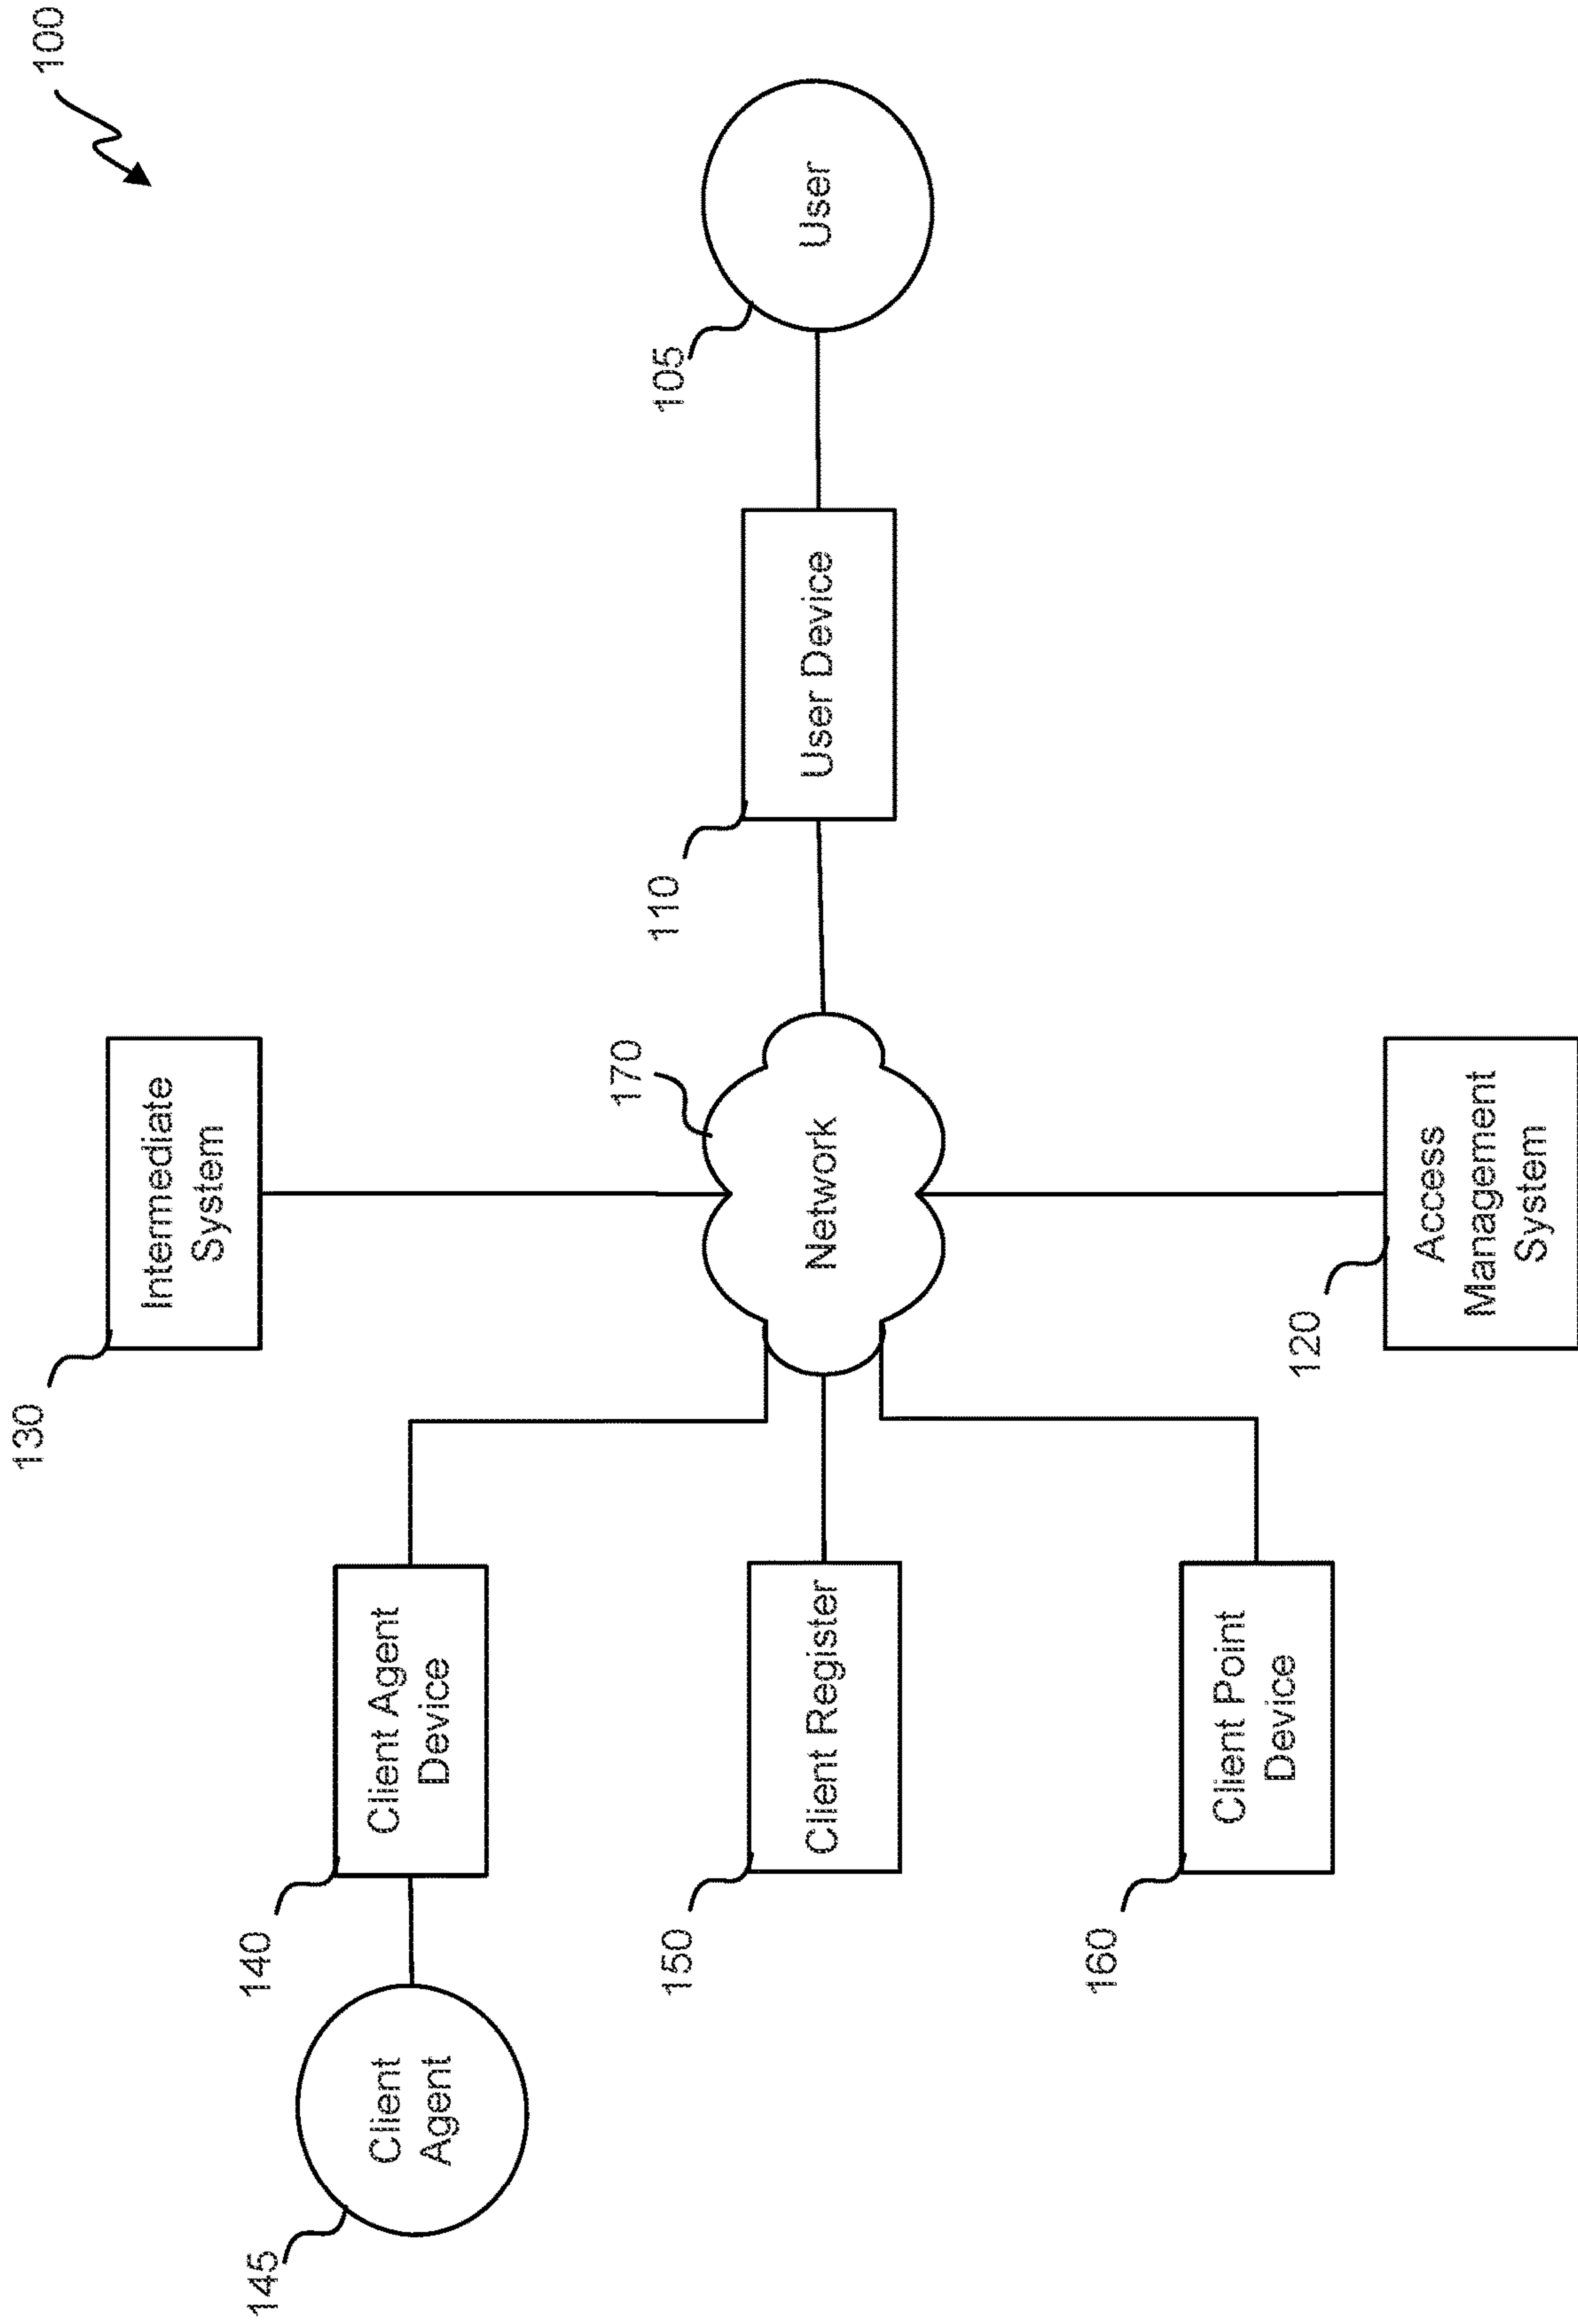 100
130
Intermediate
System
145
Client
Agent
140
Client Agent
Device
170
105
User
110
User Device
Network
150
Client Register
160
Client Point
Device
120
Access
Management
System